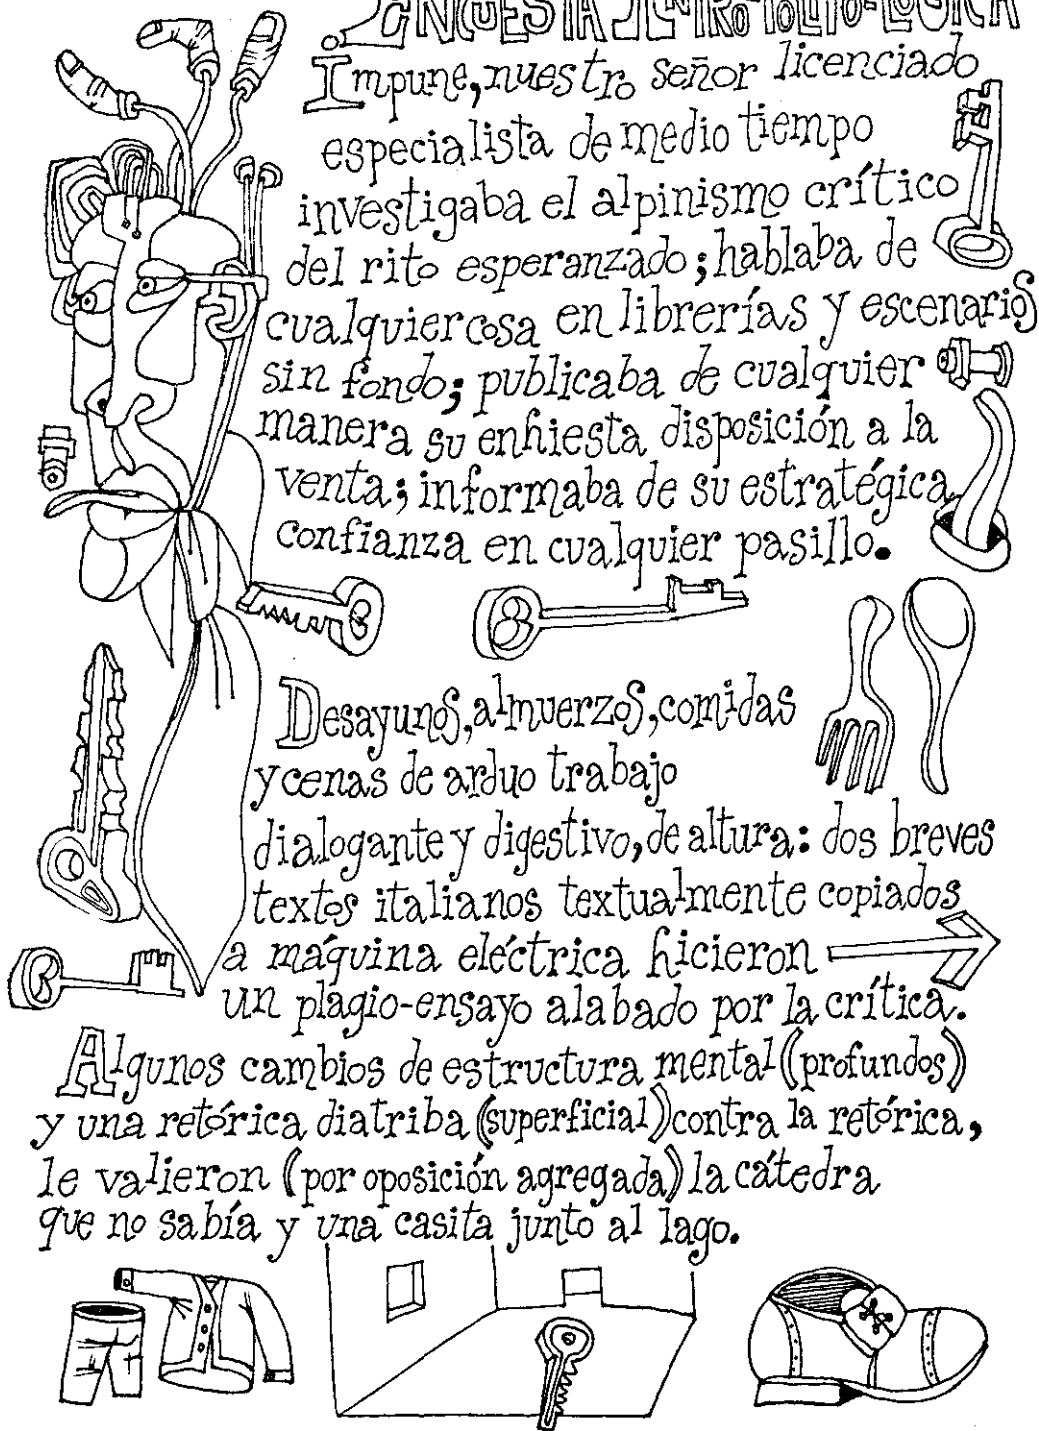 ENCUESTA
Impune, nuestro señor licenciado
especialista de medio tiempo
investigaba el alpinismo crítico
del rito esperanzado; hablaba de
cualquier cosa en librerías y escenarios
sin fondo; publicaba de cualquier
manera su enhiesta disposición a la
venta; informaba de su estratégica
confianza en cualquier pasillo.
Desayunos, almuerzos, comidas
y cenas de arduo trabajo
dialogante y digestivo, de altura: dos breves
textos italianos textualmente copiados
a máquina eléctrica hicieron
un plagio-ensayo alabado por la crítica.
Algunos cambios de estructura mental (profundos)
y una retórica diatriba (superficial) contra la retórica,
le valieron (por oposición agregada) la cátedra
que no sabía y una casita junto al lago.